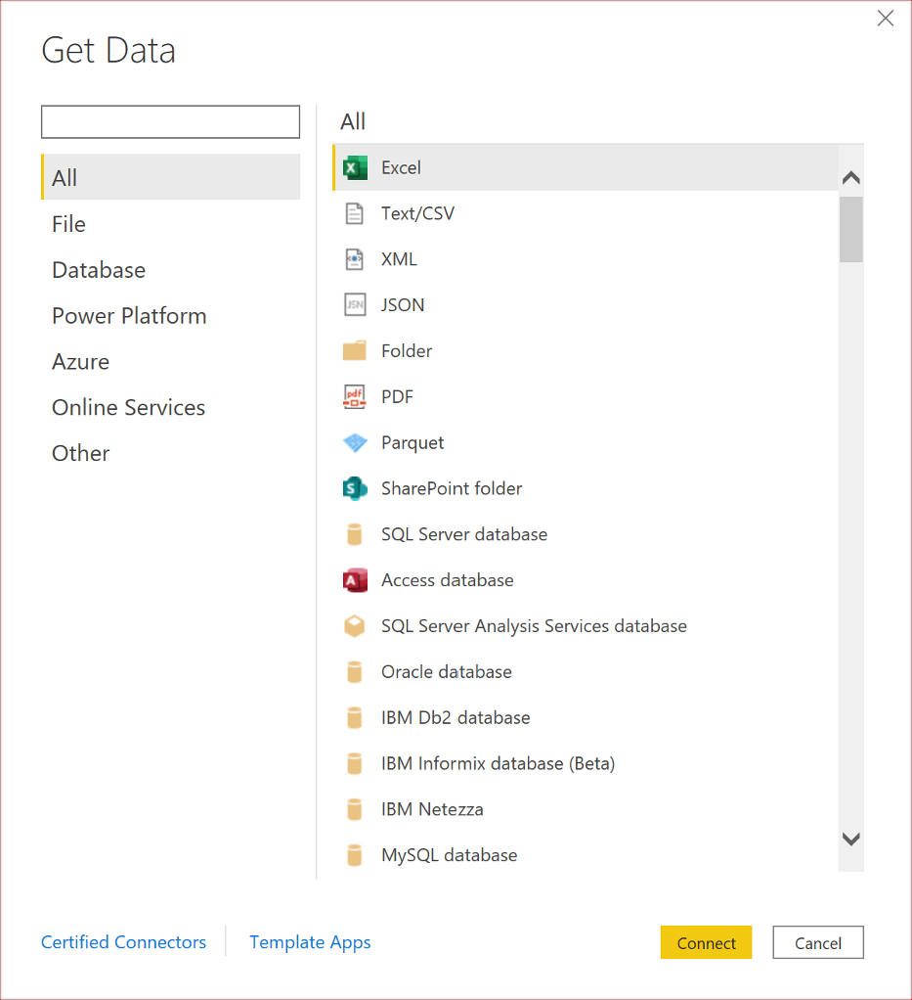 Get Data
All
File
Database
Power Platform
Azure
Online Services
Other
All
Excel
Text/CSV
XML
JSN JSON
Folder
pdf PDF
Parquet
SharePoint folder
SQL Server database
Access database
SQL Server Analysis Services database
Oracle database
IBM Db2 database
IBM Informix database (Beta)
IBM Netezza
MySQL database
Certified Connectors
Template Apps
Connect
Cancel